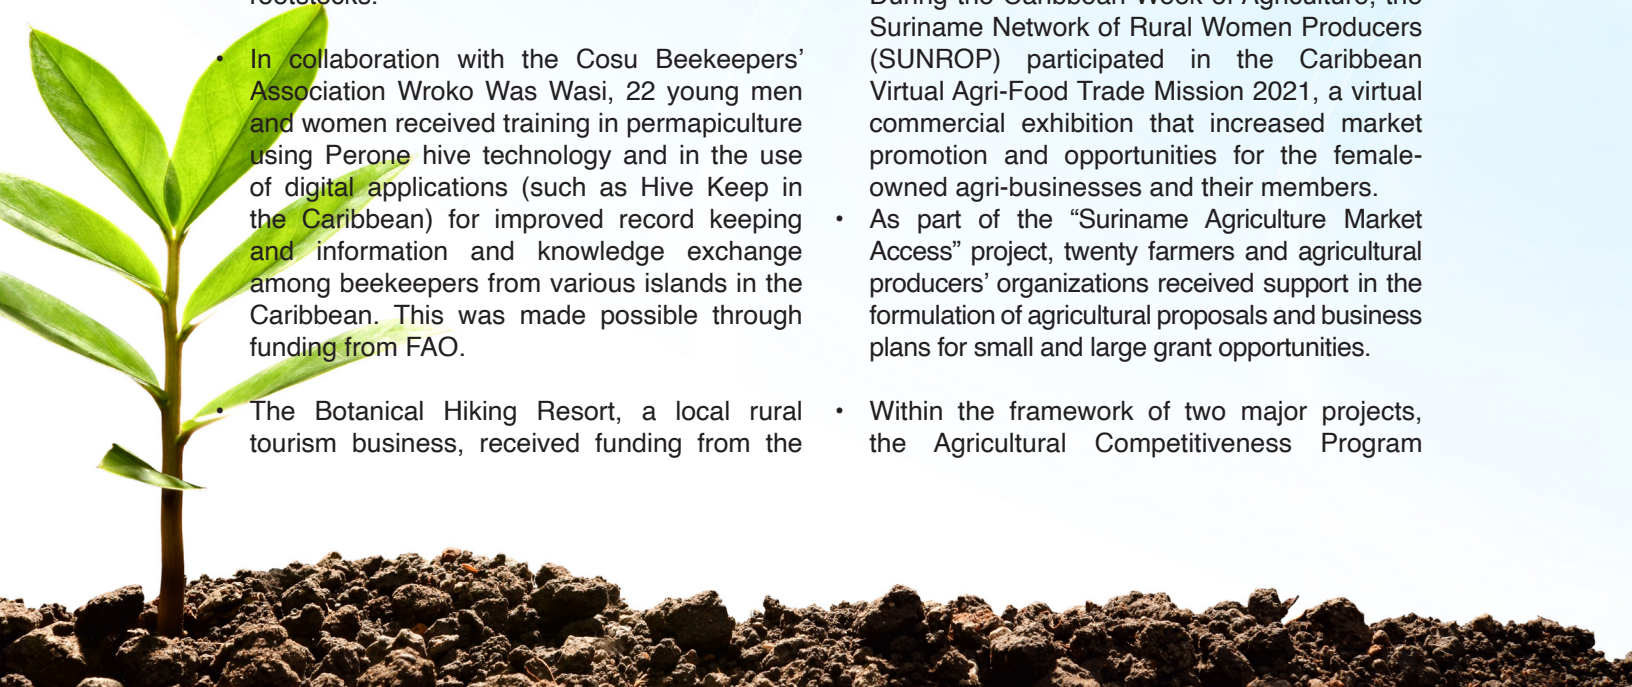 rootstocks.
• In collaboration with the Cosu Beekeepers’
Association Wroko Was Wasi, 22 young men
and women received training in permapiculture
using Perone hive technology and in the use
of digital applications (such as Hive Keep in
the Caribbean) for improved record keeping
and information and knowledge exchange
among beekeepers from various islands in the
Caribbean. This was made possible through
funding from FAO.
• The Botanical Hiking Resort, a local rural
tourism business, received funding from the
During the Caribbean Week of Agriculture, the
Suriname Network of Rural Women Producers
(SUNROP) participated in the Caribbean
Virtual Agri-Food Trade Mission 2021, a virtual
commercial exhibition that increased market
promotion and opportunities for the female-
owned agri-businesses and their members.
• As part of the “Suriname Agriculture Market
Access” project, twenty farmers and agricultural
producers’ organizations received support in the
formulation of agricultural proposals and business
plans for small and large grant opportunities.
• Within the framework of two major projects,
the Agricultural Competitiveness Program